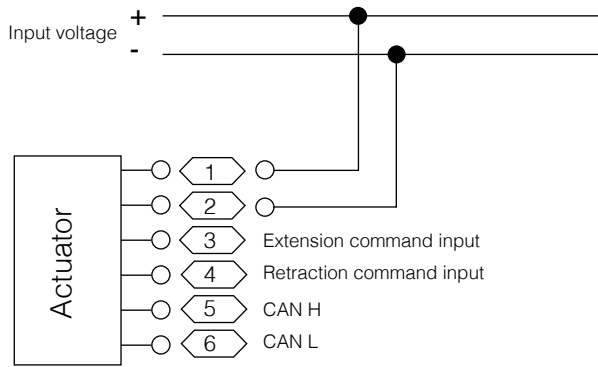 +
Input voltage
-
Actuator
1
2
3 Extension command input
4 Retraction command input
5 CAN H
6 CAN L